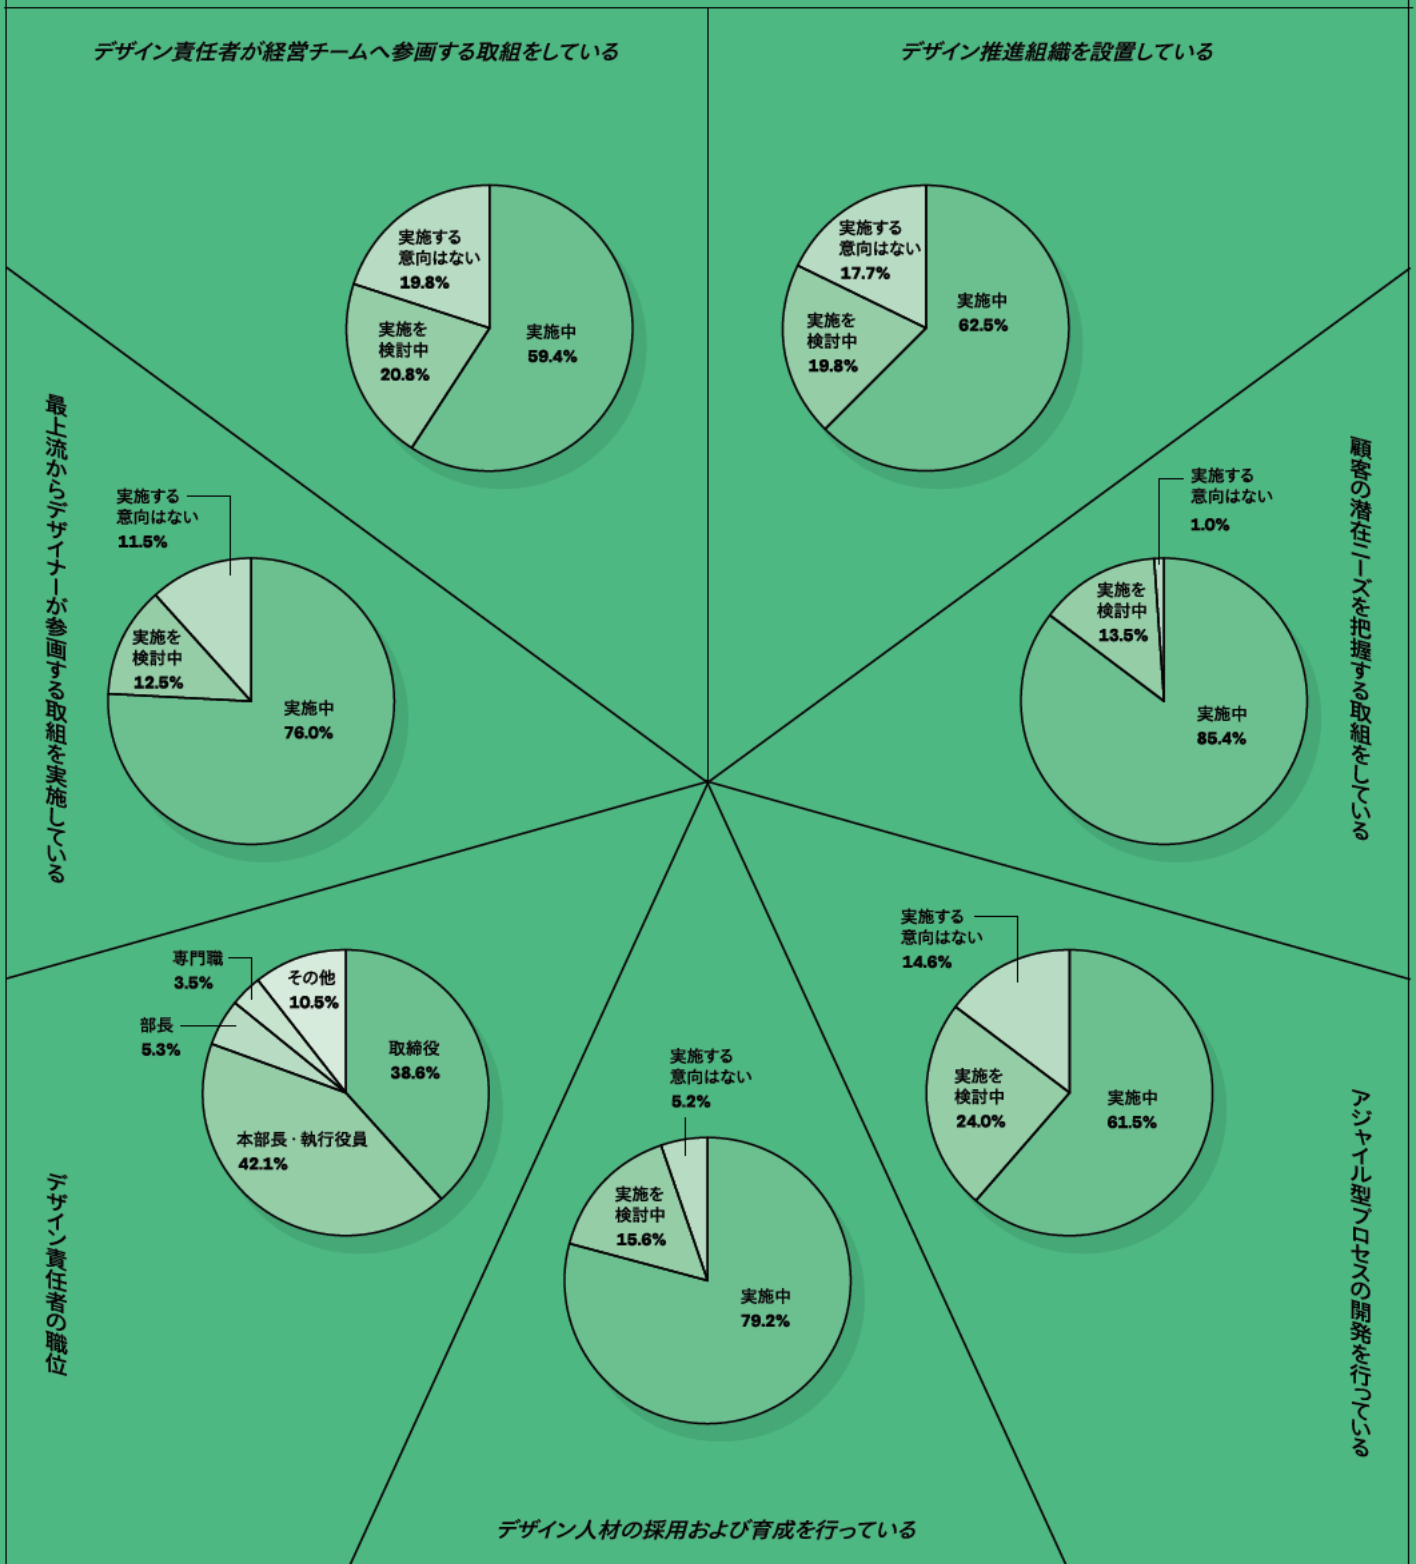 デザイン責任者が経営チームへ参画する取組をしている
実施する
意向はない
19.8%
実施を
検討中
20.8%
実施中
59.4%
デザイン推進組織を設置している
実施する
意向はない
17.7%
実施を
検討中
19.8%
実施中
62.5%
最上流からデザイナーが参画する取組を実施している
実施する
意向はない
11.5%
実施を
検討中
12.5%
実施中
76.0%
顧客の潜在ニーズを把握する取組をしている
実施する
意向はない
1.0%
実施を
検討中
13.5%
実施中
85.4%
デザイン責任者の職位
専門職
3.5%
その他
10.5%
部長
5.3%
取締役
38.6%
本部長・執行役員
42.1%
デザイン人材の採用および育成を行っている
実施する
意向はない
5.2%
実施を
検討中
15.6%
実施中
79.2%
アジャイル型プロセスの開発を行っている
実施する
意向はない
14.6%
実施を
検討中
24.0%
実施中
61.5%